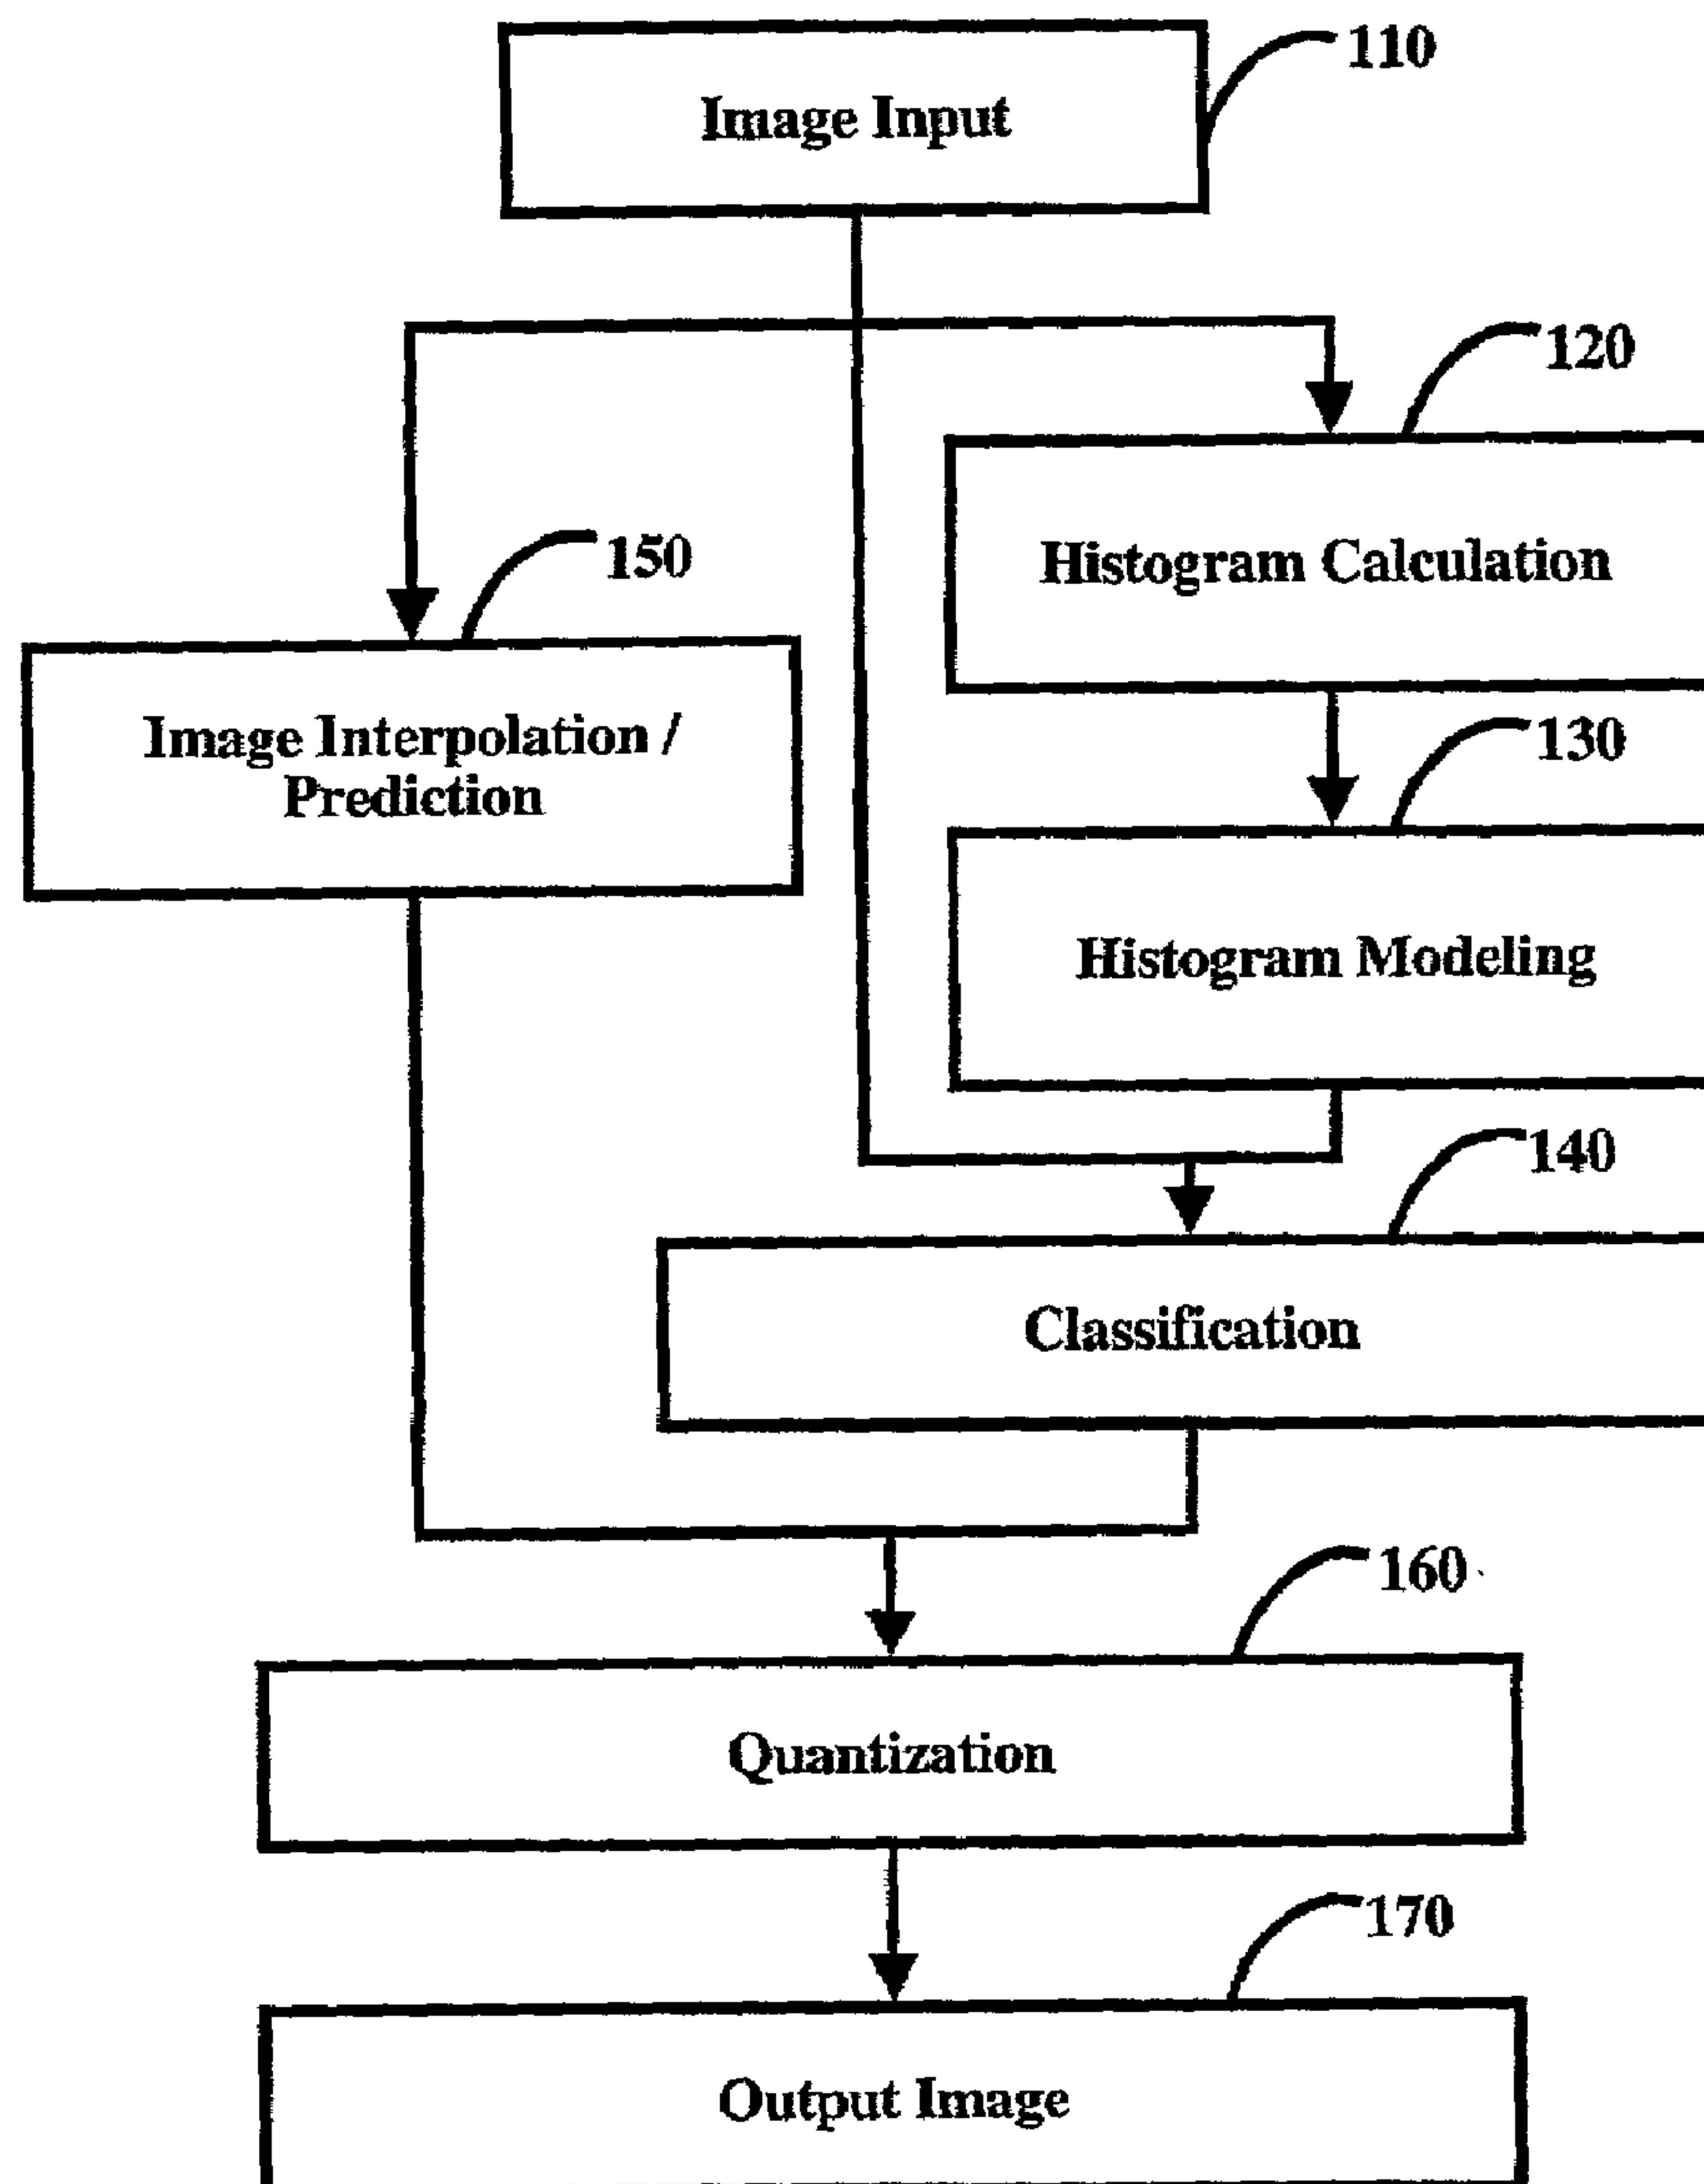 110
Image Input
120
Histogram Calculation
150
Image Interpolation /
Prediction
130
Histogram Modeling
140
Classification
160
Quantization
170
Output Image